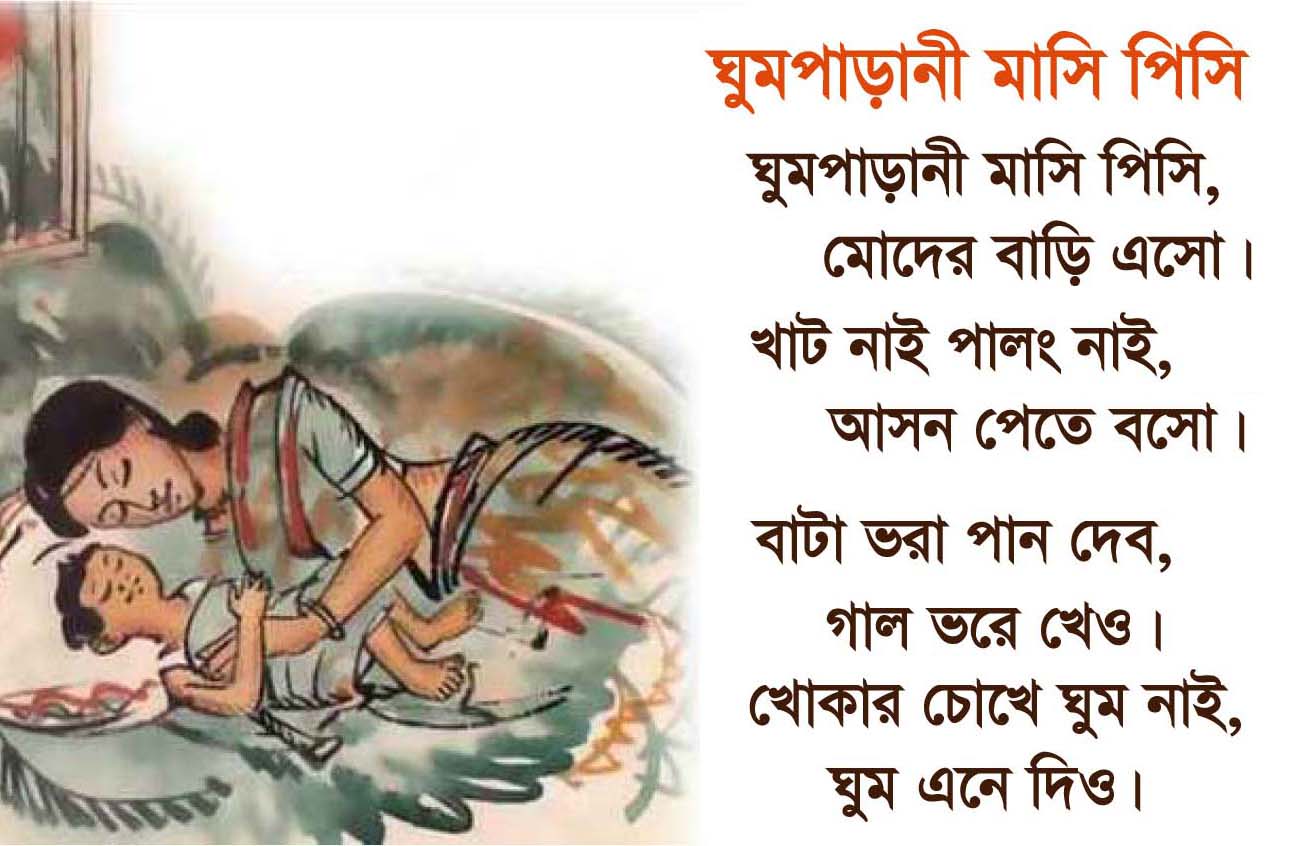 ঘুমপাড়ানী মাসি পিসি
ঘুমপাড়ানী মাসি পিসি,
মোদের বাড়ি এসো।
খাট নাই পালং নাই,
আসন পেতে বসো।
বাটা ভরা পান দেব,
গাল ভরে খেও।
খোকার চোখে ঘুম নাই,
ঘুম এনে দিও।